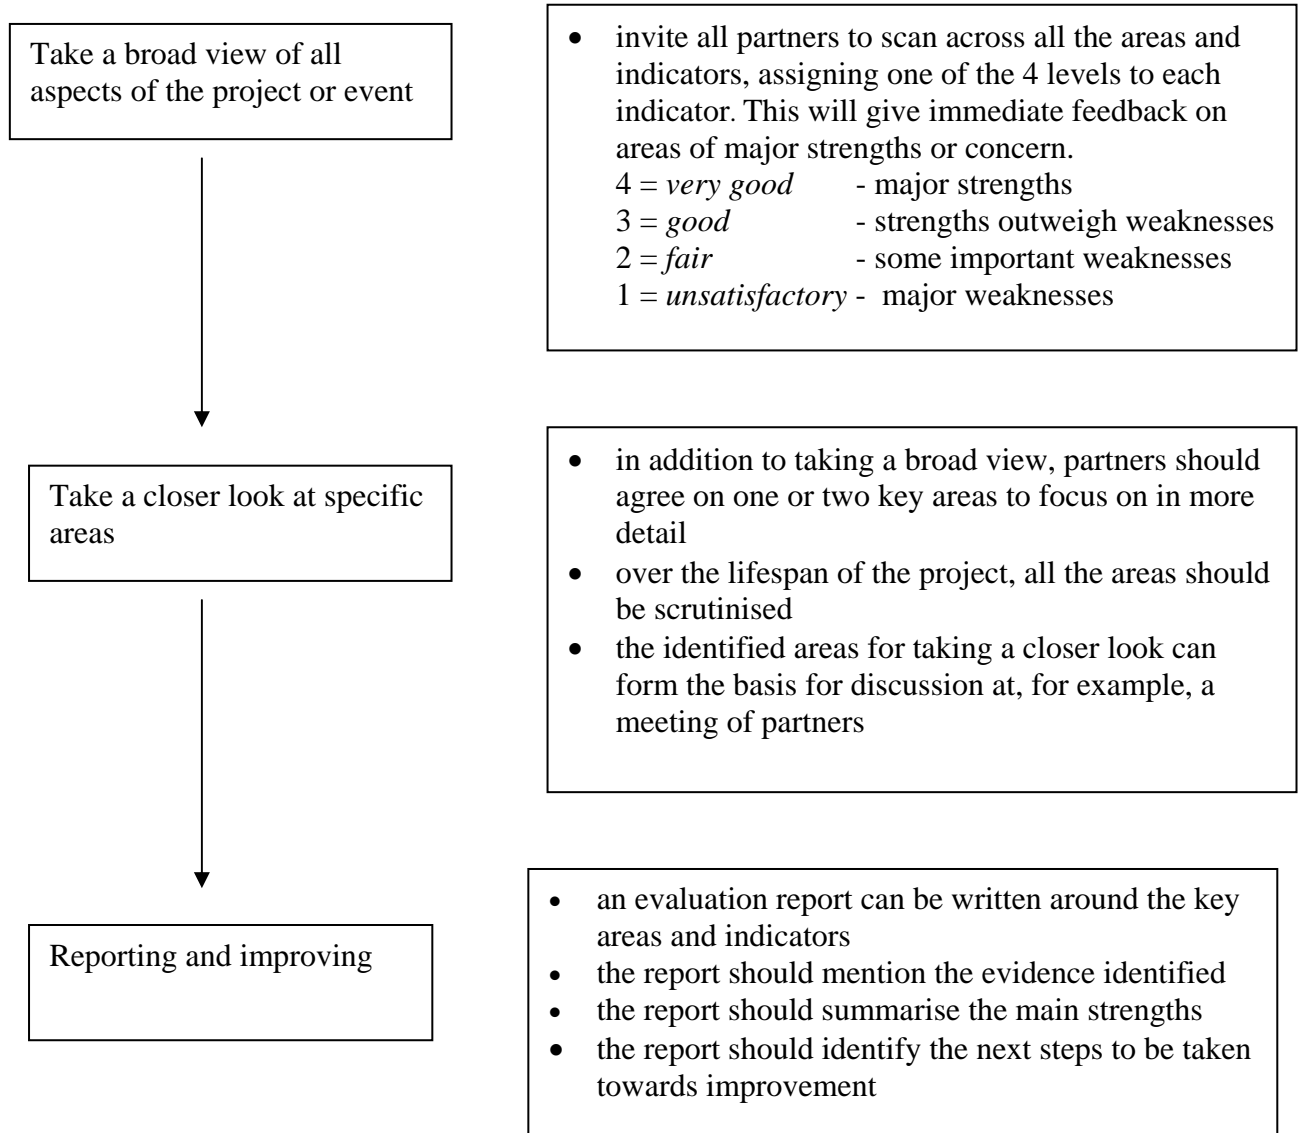 Take a broad view of all
aspects of the project or event
• invite all partners to scan across all the areas and
indicators, assigning one of the 4 levels to each
indicator. This will give immediate feedback on
areas of major strengths or concern.
4 = very good - major strengths
3 = good - strengths outweigh weaknesses
2 = fair - some important weaknesses
1 = unsatisfactory - major weaknesses
Take a closer look at specific
areas
• in addition to taking a broad view, partners should
agree on one or two key areas to focus on in more
detail
• over the lifespan of the project, all the areas should
be scrutinised
• the identified areas for taking a closer look can
form the basis for discussion at, for example, a
meeting of partners
Reporting and improving
• an evaluation report can be written around the key
areas and indicators
• the report should mention the evidence identified
• the report should summarise the main strengths
• the report should identify the next steps to be taken
towards improvement